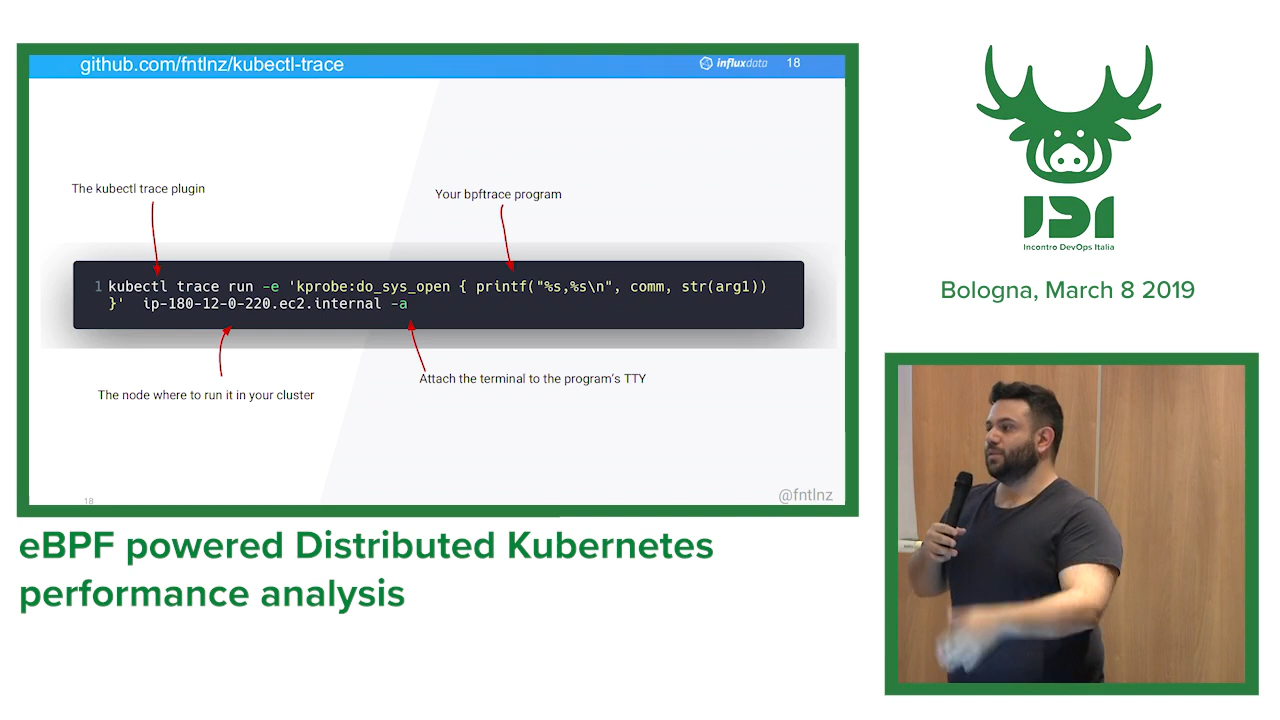 github.com/fntlnz/kubectl-trace
influxdata
18
The kubectl trace plugin
Your bpftrace program
1 kubectl trace run -e 'kprobe:do_sys_open { printf("%s,%s\n", comm, str(arg1))
}'  ip-180-12-0-220.ec2.internal -a
Attach the terminal to the program's TTY
The node where to run it in your cluster
18
@fntlnz
IDI
Incontro DevOps Italia
Bologna, March 8 2019
eBPF powered Distributed Kubernetes
performance analysis